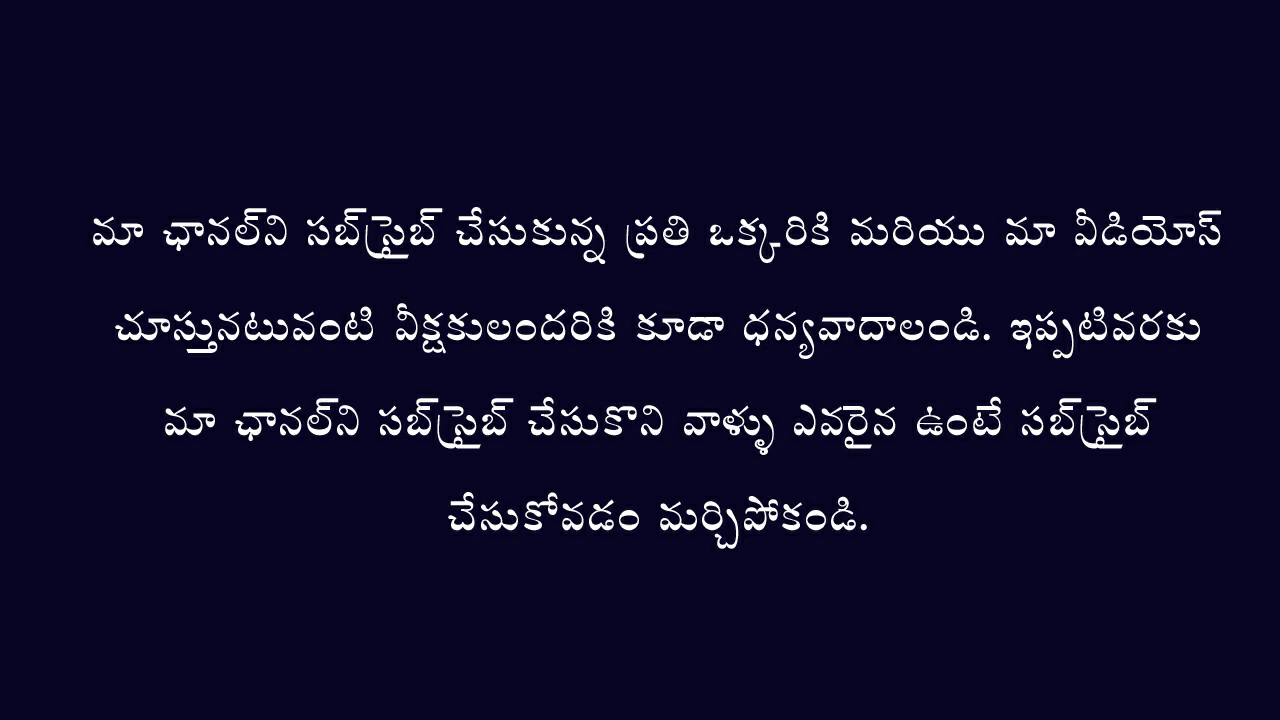 మా ఛానల్‌ని సబ్‌స్రైబ్ చేసుకున్న ప్రతి ఒక్కరికి మరియు మా వీడియోస్
చూస్తునటువంటి వీక్షకులందరికి కూడా ధన్యవాదాలండి. ఇప్పటివరకు
మా ఛానల్‌ని సబ్‌స్రైబ్ చేసుకొని వాళ్ళు ఎవరైన ఉంటే సబ్‌స్రైబ్
చేసుకోవడం మర్చిపోకండి.